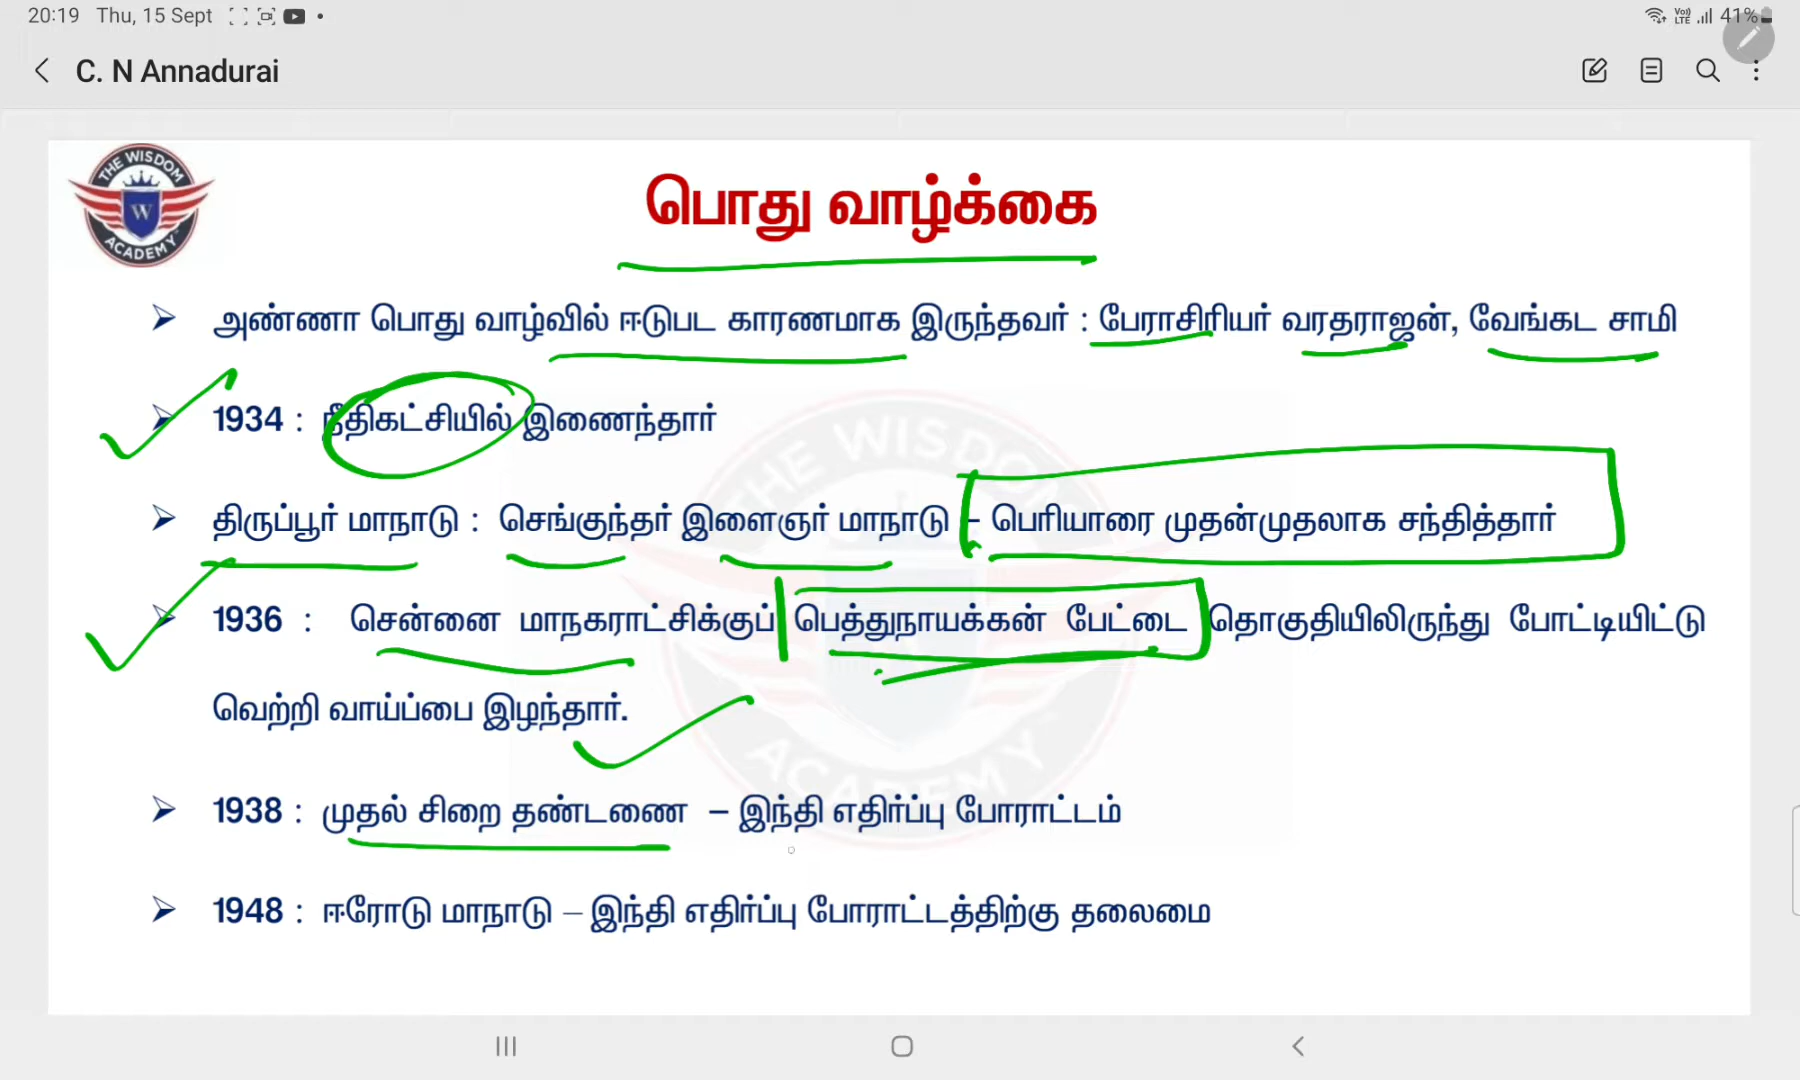 20:19 Thu, 15 Sept 41%
C. N Annadurai
THE WISDOM
W
ACADEMY
பொது வாழ்க்கை
அண்ணா பொது வாழ்வில் ஈடுபட காரணமாக இருந்தவர் : பேராசிரியர் வரதராஜன், வேங்கட சாமி
1934 : நீதிகட்சியில் இணைந்தார்
திருப்பூர் மாநாடு : செங்குந்தர் இளைஞர் மாநாடு – பெரியாரை முதன்முதலாக சந்தித்தார்
1936 : சென்னை மாநகராட்சிக்குப் பெத்துநாயக்கன் பேட்டை தொகுதியிலிருந்து போட்டியிட்டு
வெற்றி வாய்ப்பை இழந்தார்.
1938 : முதல் சிறை தண்டணை – இந்தி எதிர்ப்பு போராட்டம்
1948 : ஈரோடு மாநாடு – இந்தி எதிர்ப்பு போராட்டத்திற்கு தலைமை